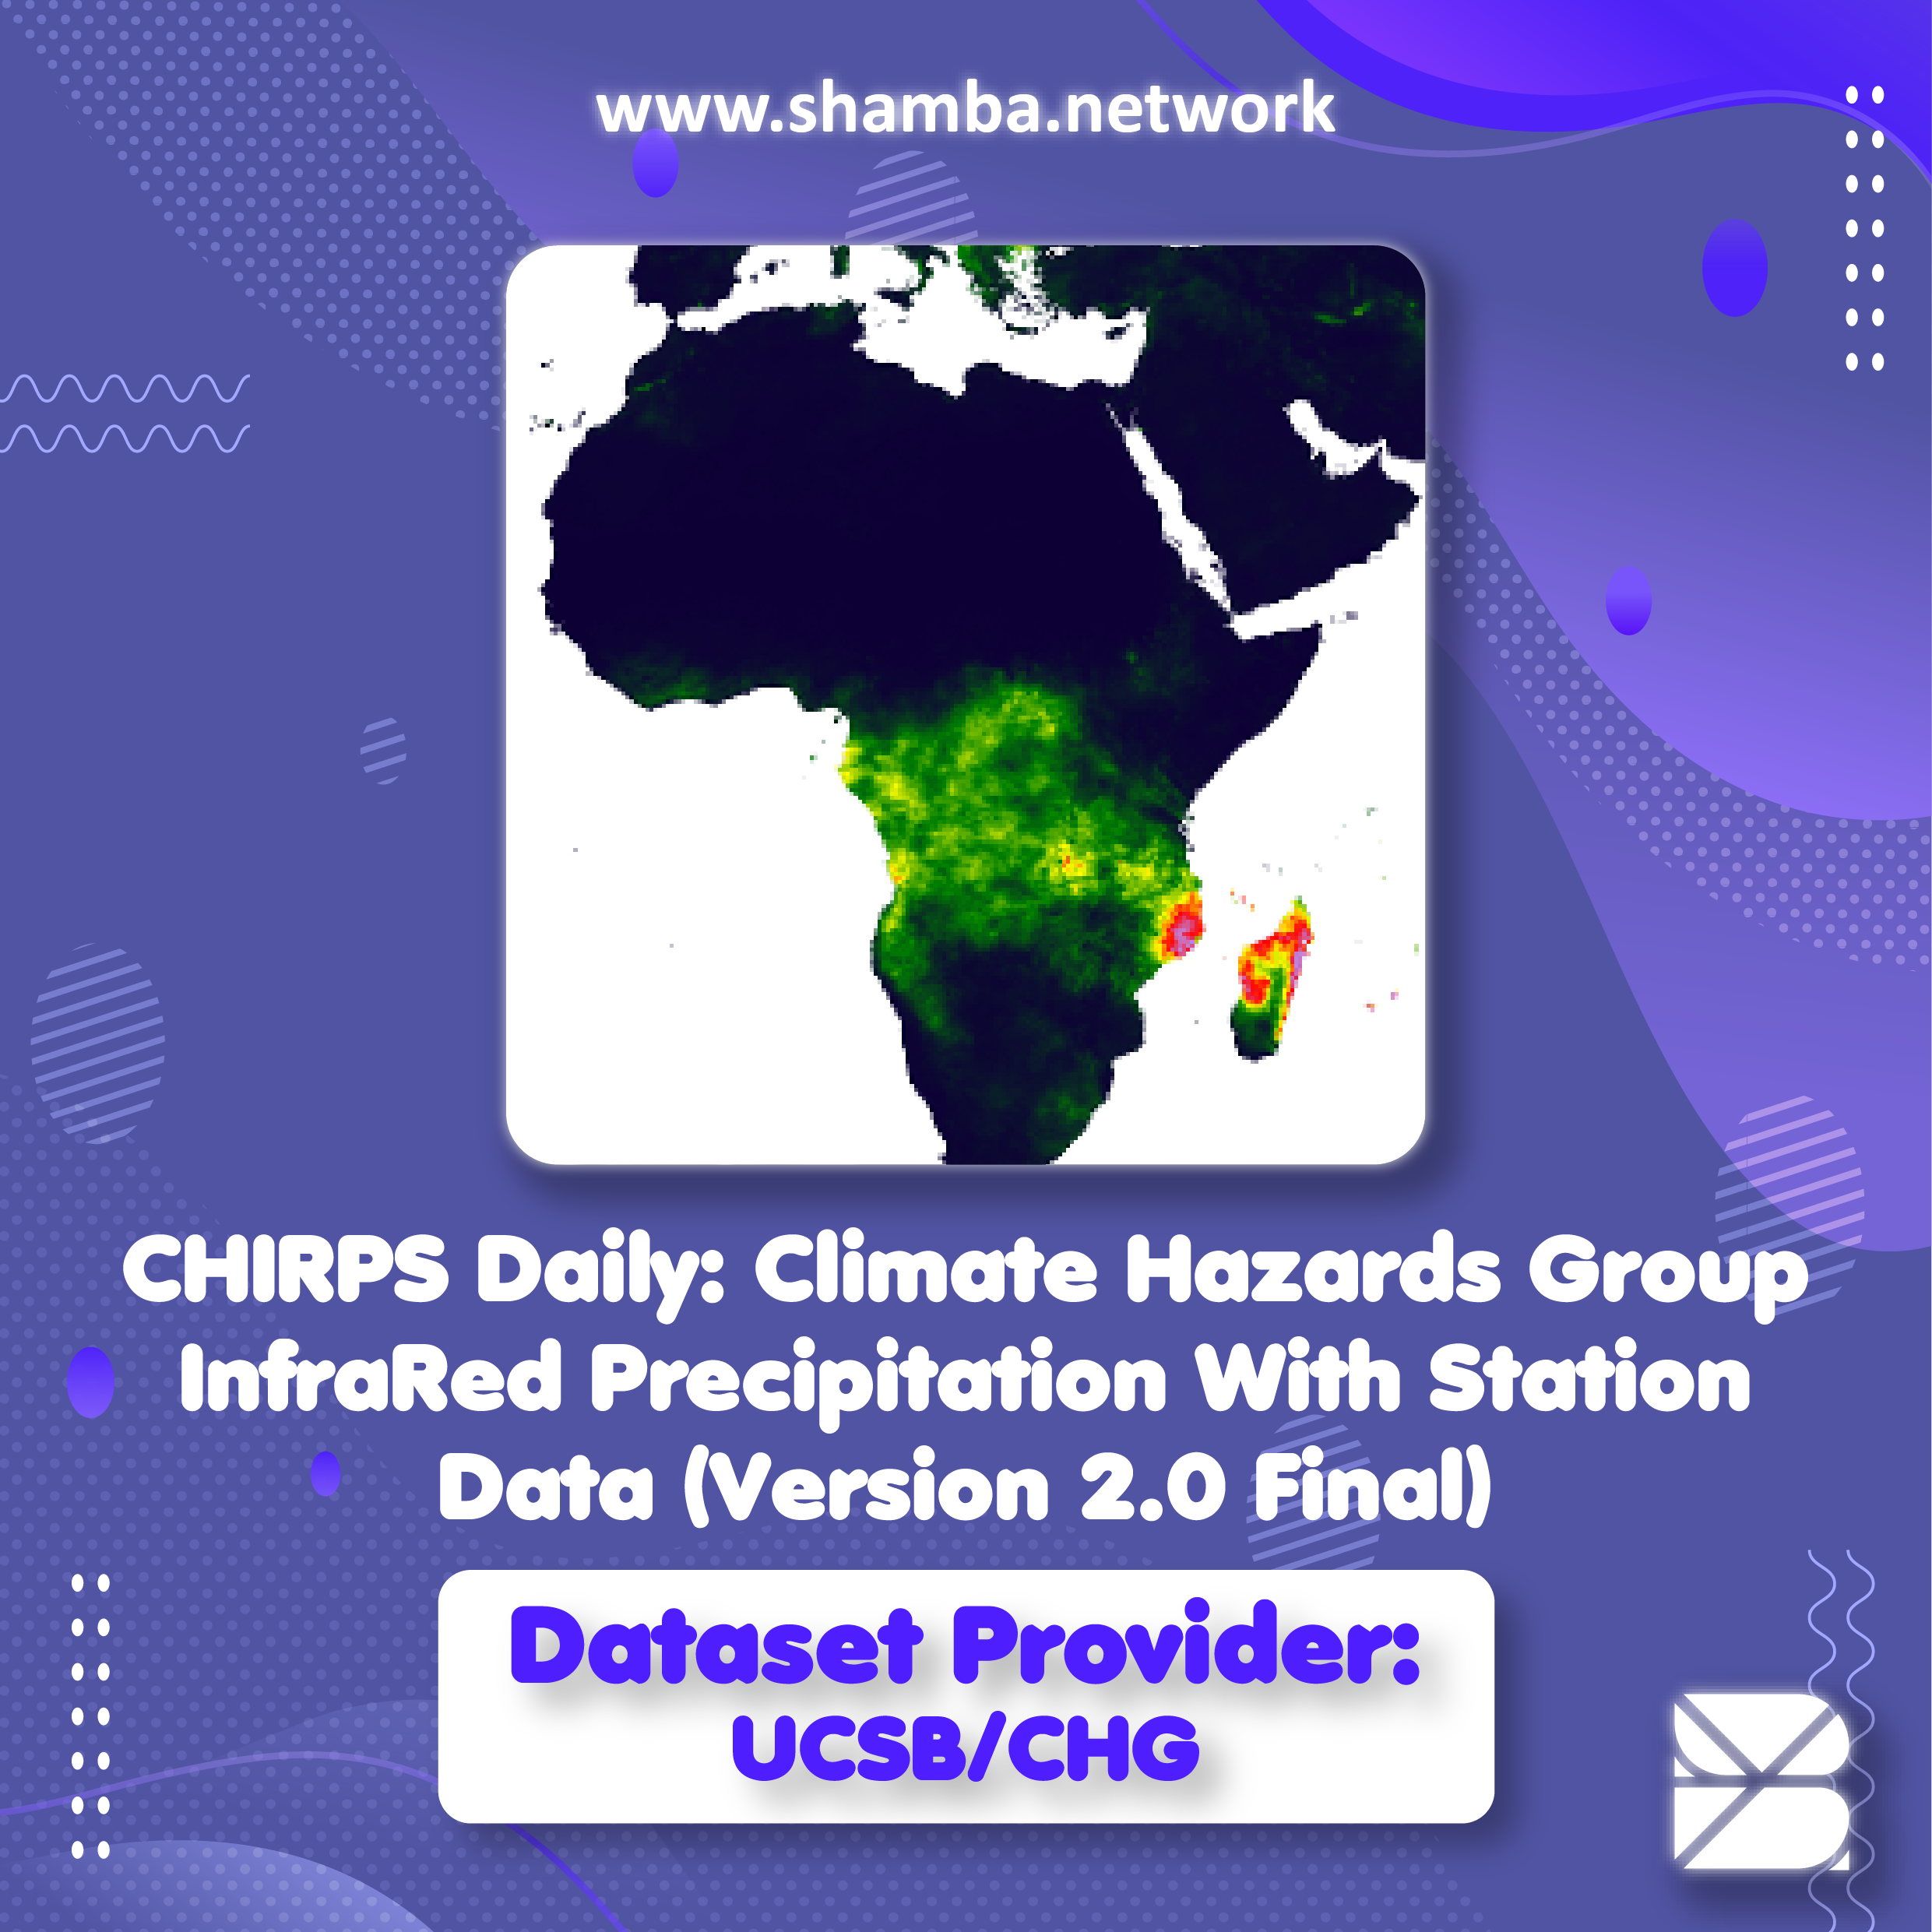 www.shamba.network
CHIRPS Daily: Climate Hazards Group
InfraRed Precipitation With Station
Data (Version 2.0 Final)
Dataset Provider:
UCSB/CHG